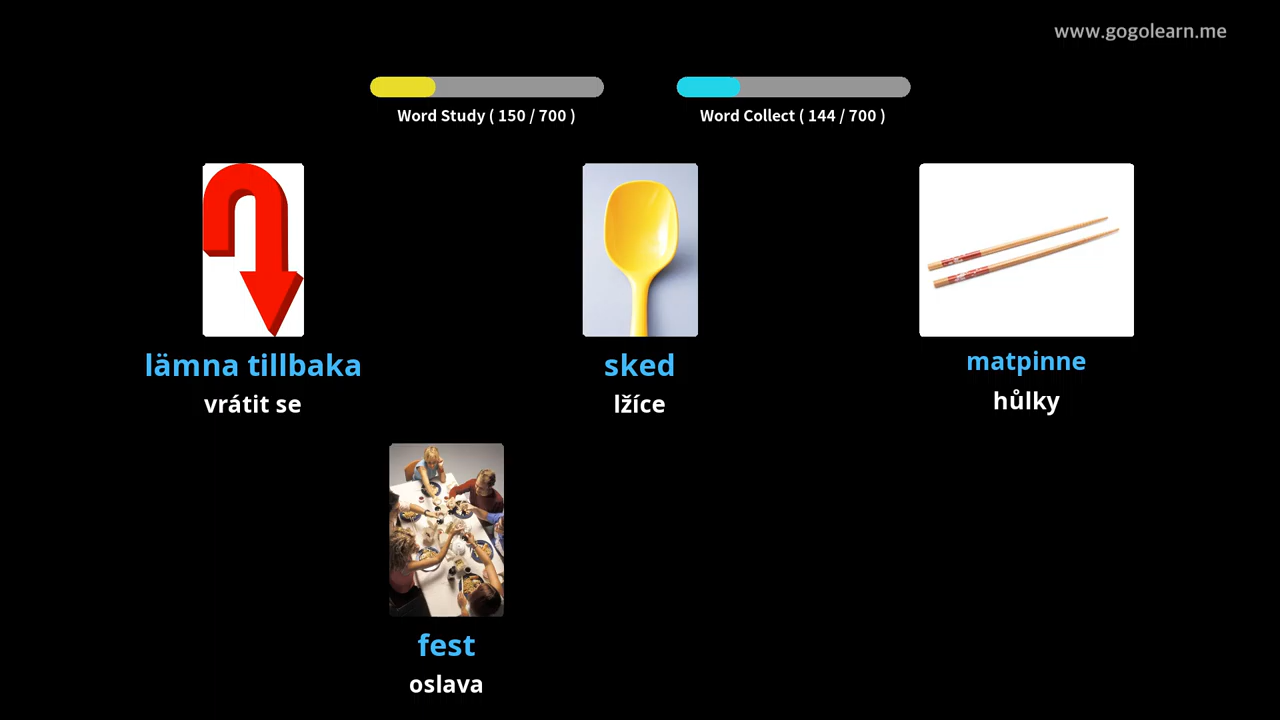 www.gogolearn.me
Word Study ( 150 / 700 )
Word Collect ( 144 / 700 )
lämna tillbaka
vrátit se
sked
lžíce
matpinne
hůlky
fest
oslava